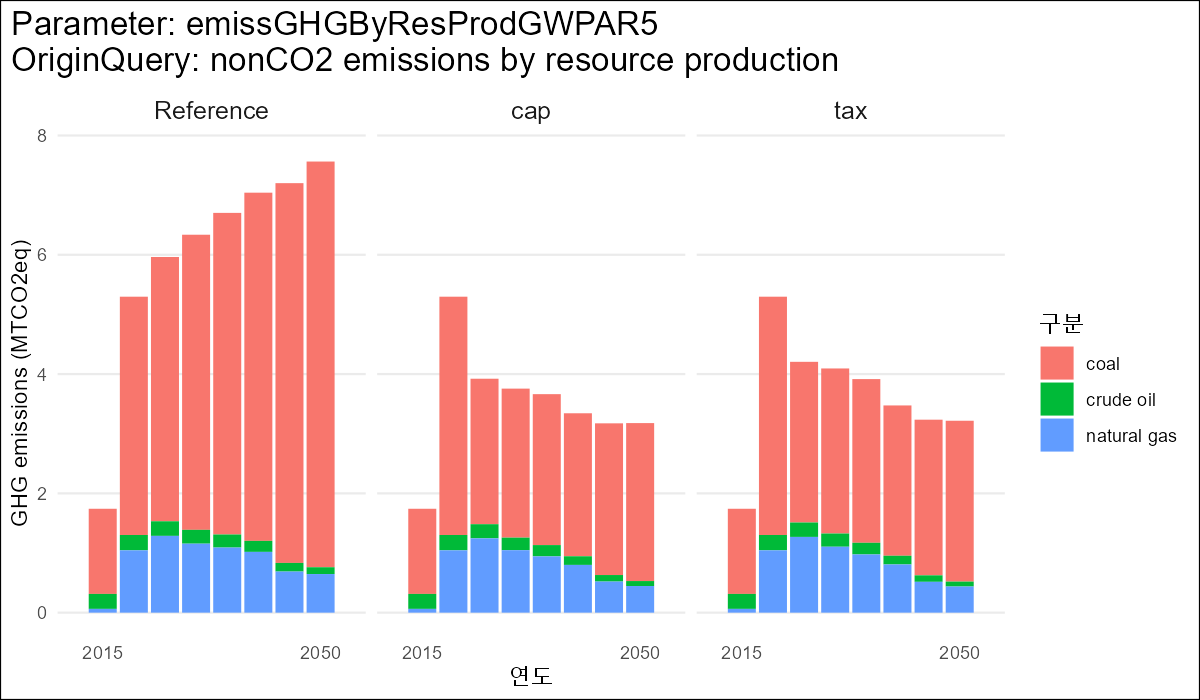 Parameter: emissGHGByResProdGWPAR5
OriginQuery: nonCO2 emissions by resource production
Reference
cap
tax
GHG emissions (MTCO2eq)
8
6
4
2
0
2015
2050
2015
2050
2015
2050
연도
구분
coal
crude oil
natural gas